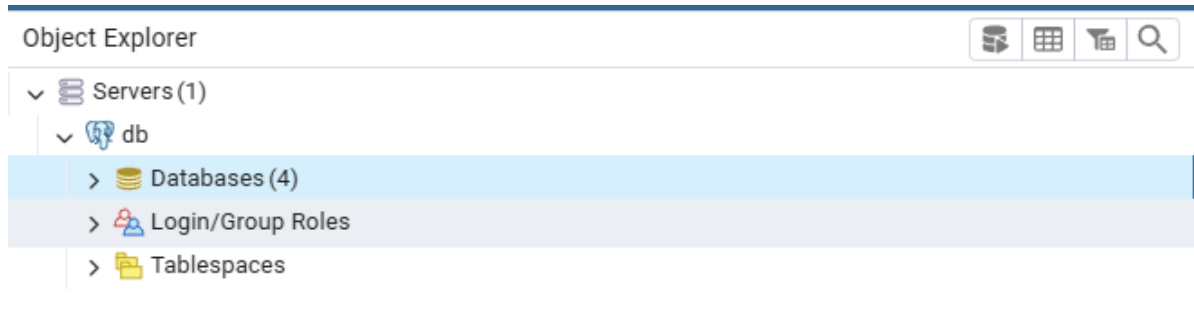 Object Explorer
Servers (1)
db
Databases (4)
Login/Group Roles
Tablespaces